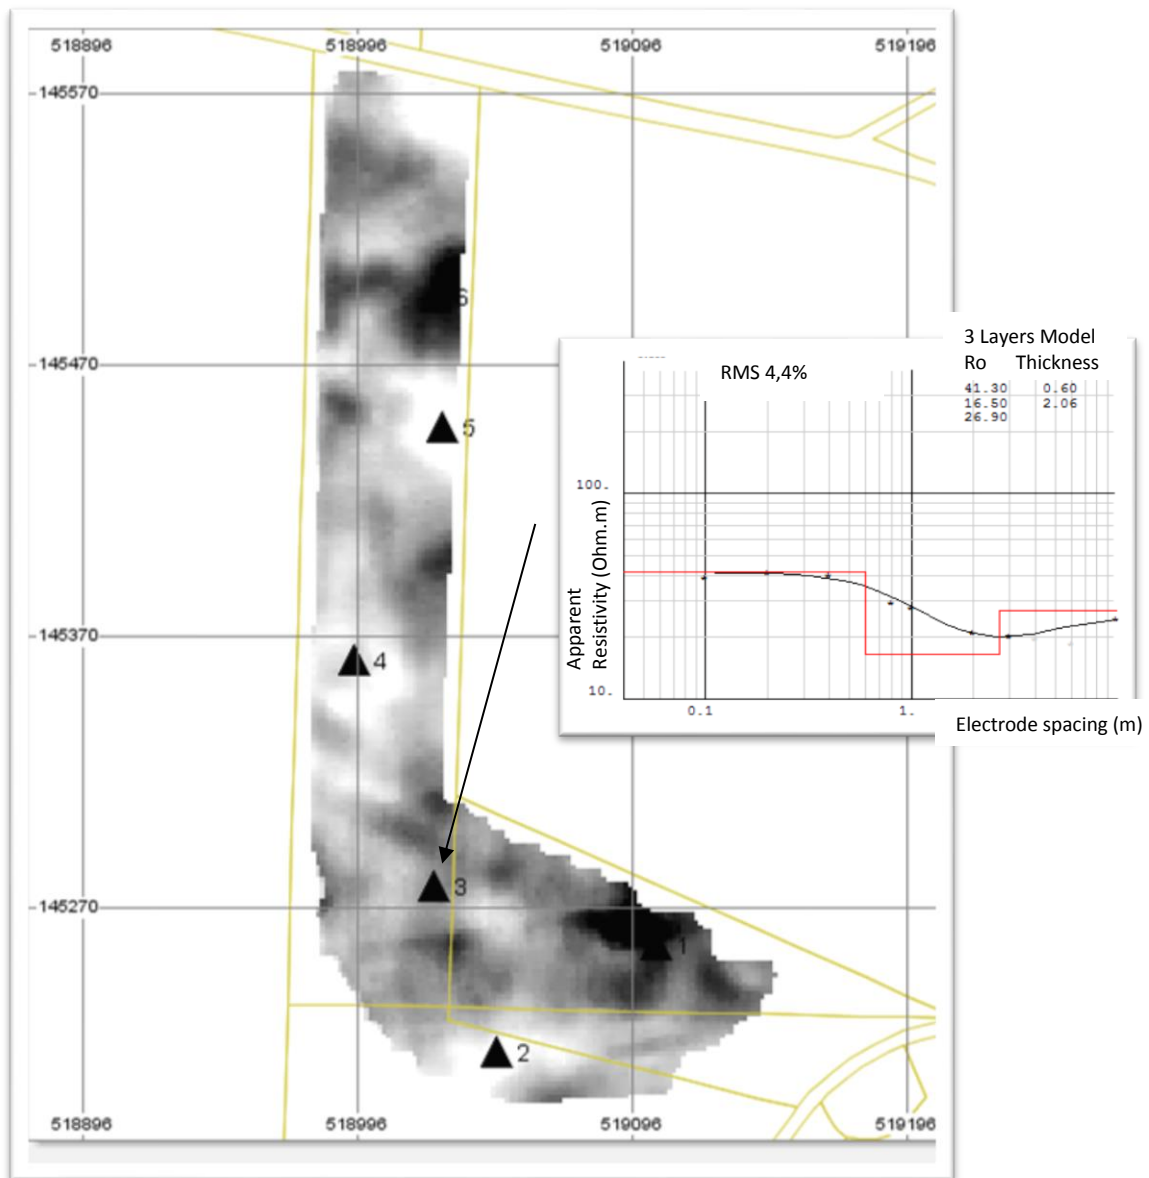 518896 518996 519096 519196
145570
6
145470
5
145370
4
3
145270
1
2
518896 518996 519096 519196
3 Layers Model
Ro Thickness
41.30 0.60
16.50 2.06
26.90
RMS 4,4%
100.
Apparent
Resistivity (Ohm.m)
10.
0.1 1.
Electrode spacing (m)